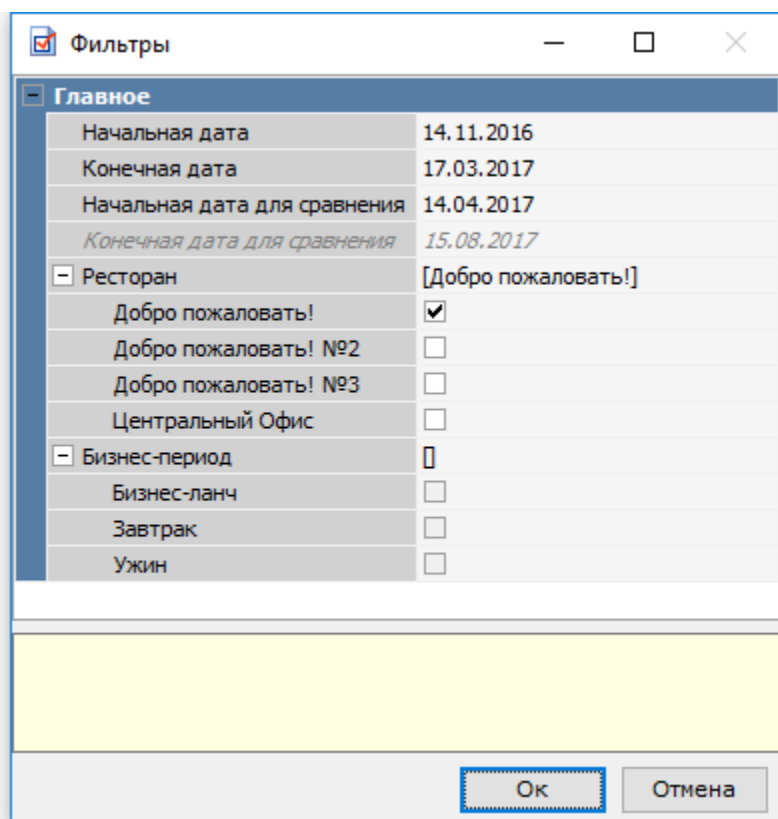 Фильтры
Главное
Начальная дата 14.11.2016
Конечная дата 17.03.2017
Начальная дата для сравнения 14.04.2017
Конечная дата для сравнения 15.08.2017
Ресторан [Добро пожаловать!]
Добро пожаловать!
Добро пожаловать! №2
Добро пожаловать! №3
Центральный Офис
Бизнес-период []
Бизнес-ланч
Завтрак
Ужин
Ок Отмена